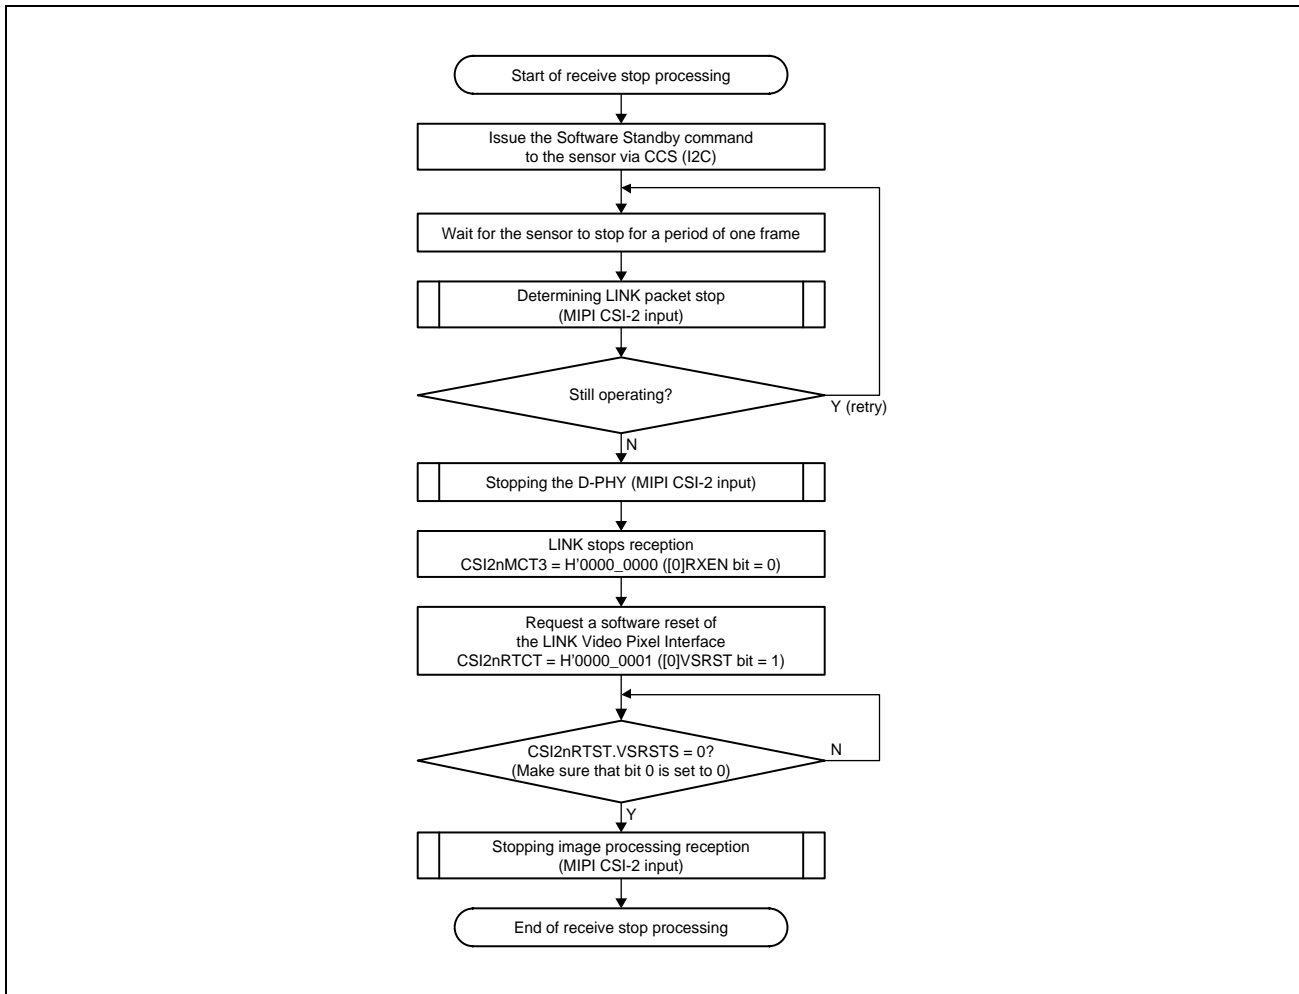 Start of receive stop processing
Issue the Software Standby command
to the sensor via CCS (I2C)
Wait for the sensor to stop for a period of one frame
Determining LINK packet stop
(MIPI CSI-2 input)
Still operating?
Y (retry)
N
Stopping the D-PHY (MIPI CSI-2 input)
LINK stops reception
CSI2nMCT3 = H'0000_0000 ([0]RXEN bit = 0)
Request a software reset of
the LINK Video Pixel Interface
CSI2nRTCT = H'0000_0001 ([0]VSRST bit = 1)
CSI2nRTST.VSRSTS = 0?
(Make sure that bit 0 is set to 0)
N
Y
Stopping image processing reception
(MIPI CSI-2 input)
End of receive stop processing